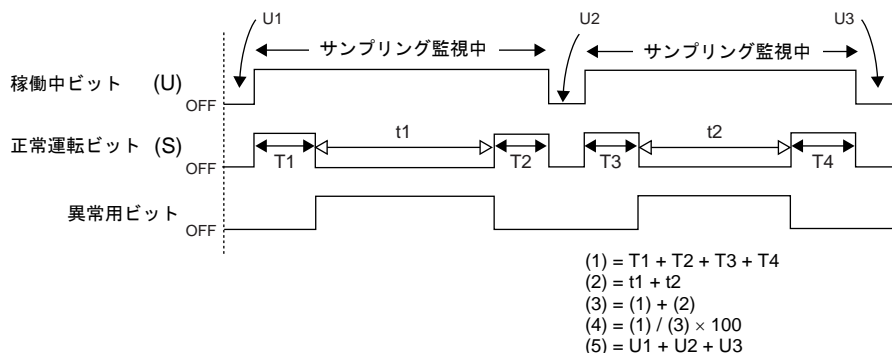 U1
U2
U3
サンプリング監視中
サンプリング監視中
稼働中ビット (U)
OFF
正常運転ビット (S)
OFF
T1
t1
T2
T3
t2
T4
異常用ビット
OFF
(1) = T1 + T2 + T3 + T4
(2) = t1 + t2
(3) = (1) + (2)
(4) = (1) / (3) × 100
(5) = U1 + U2 + U3